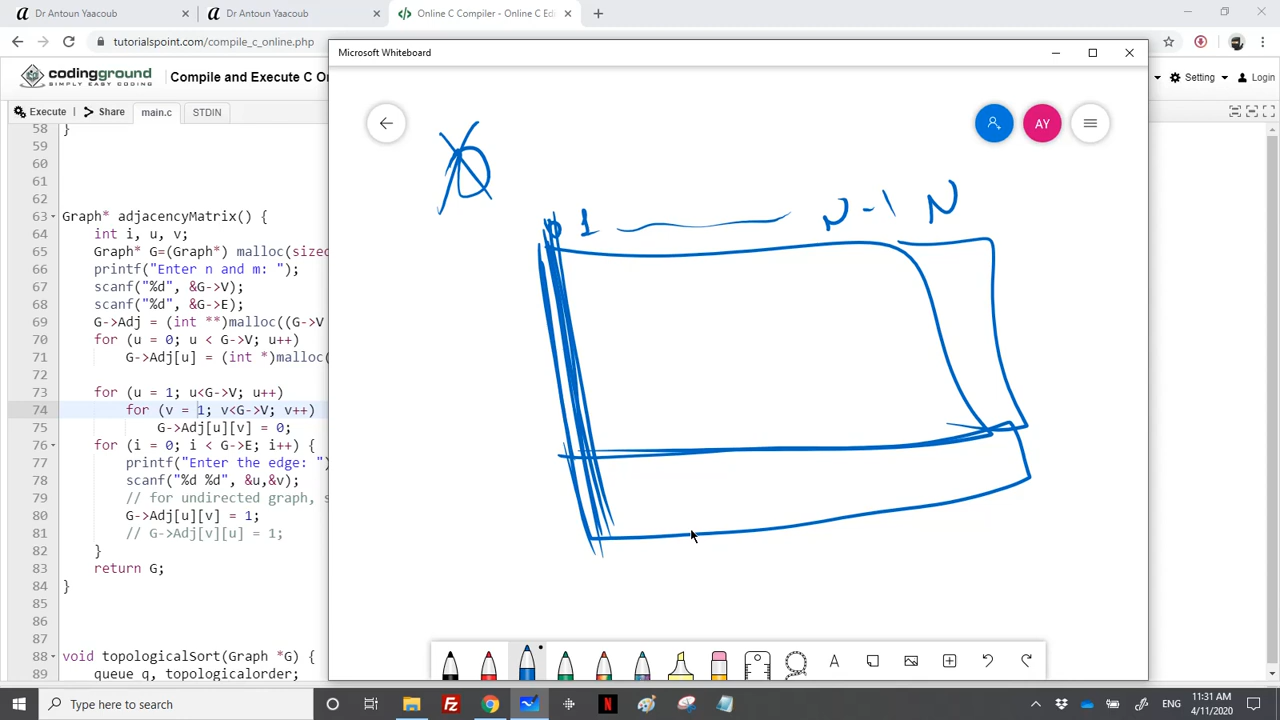 Dr Antoun Yaacoub
Dr Antoun Yaacoub
Online C Compiler - Online C Edi
tutorialspoint.com/compile_c_online.php
Microsoft Whiteboard
codingground
SIMPLY EASY CODING
Compile and Execute C On
Setting
Login
Execute
Share
main.c
STDIN
AY
58 }
59
60
61
62
63 Graph* adjacencyMatrix() {
64 int i, u, v;
65 Graph* G=(Graph*) malloc(sizeo
66 printf("Enter n and m: ");
67 scanf("%d", &G->V);
68 scanf("%d", &G->E);
69 G->Adj = (int **)malloc((G->V
70 for (u = 0; u < G->V; u++)
71 G->Adj[u] = (int *)malloc(
72
73 for (u = 1; u<G->V; u++)
74 for (v = 1; v<G->V; v++)
75 G->Adj[u][v] = 0;
76 for (i = 0; i < G->E; i++) {
77 printf("Enter the edge: ")
78 scanf("%d %d", &u,&v);
79 // for undirected graph, s
80 G->Adj[u][v] = 1;
81 // G->Adj[v][u] = 1;
82 }
83 return G;
84 }
85
86
87
88 void topologicalSort(Graph *G) {
89 queue q, topologicalorder;
1 N-1 N
A
Type here to search
ENG
11:31 AM
4/11/2020